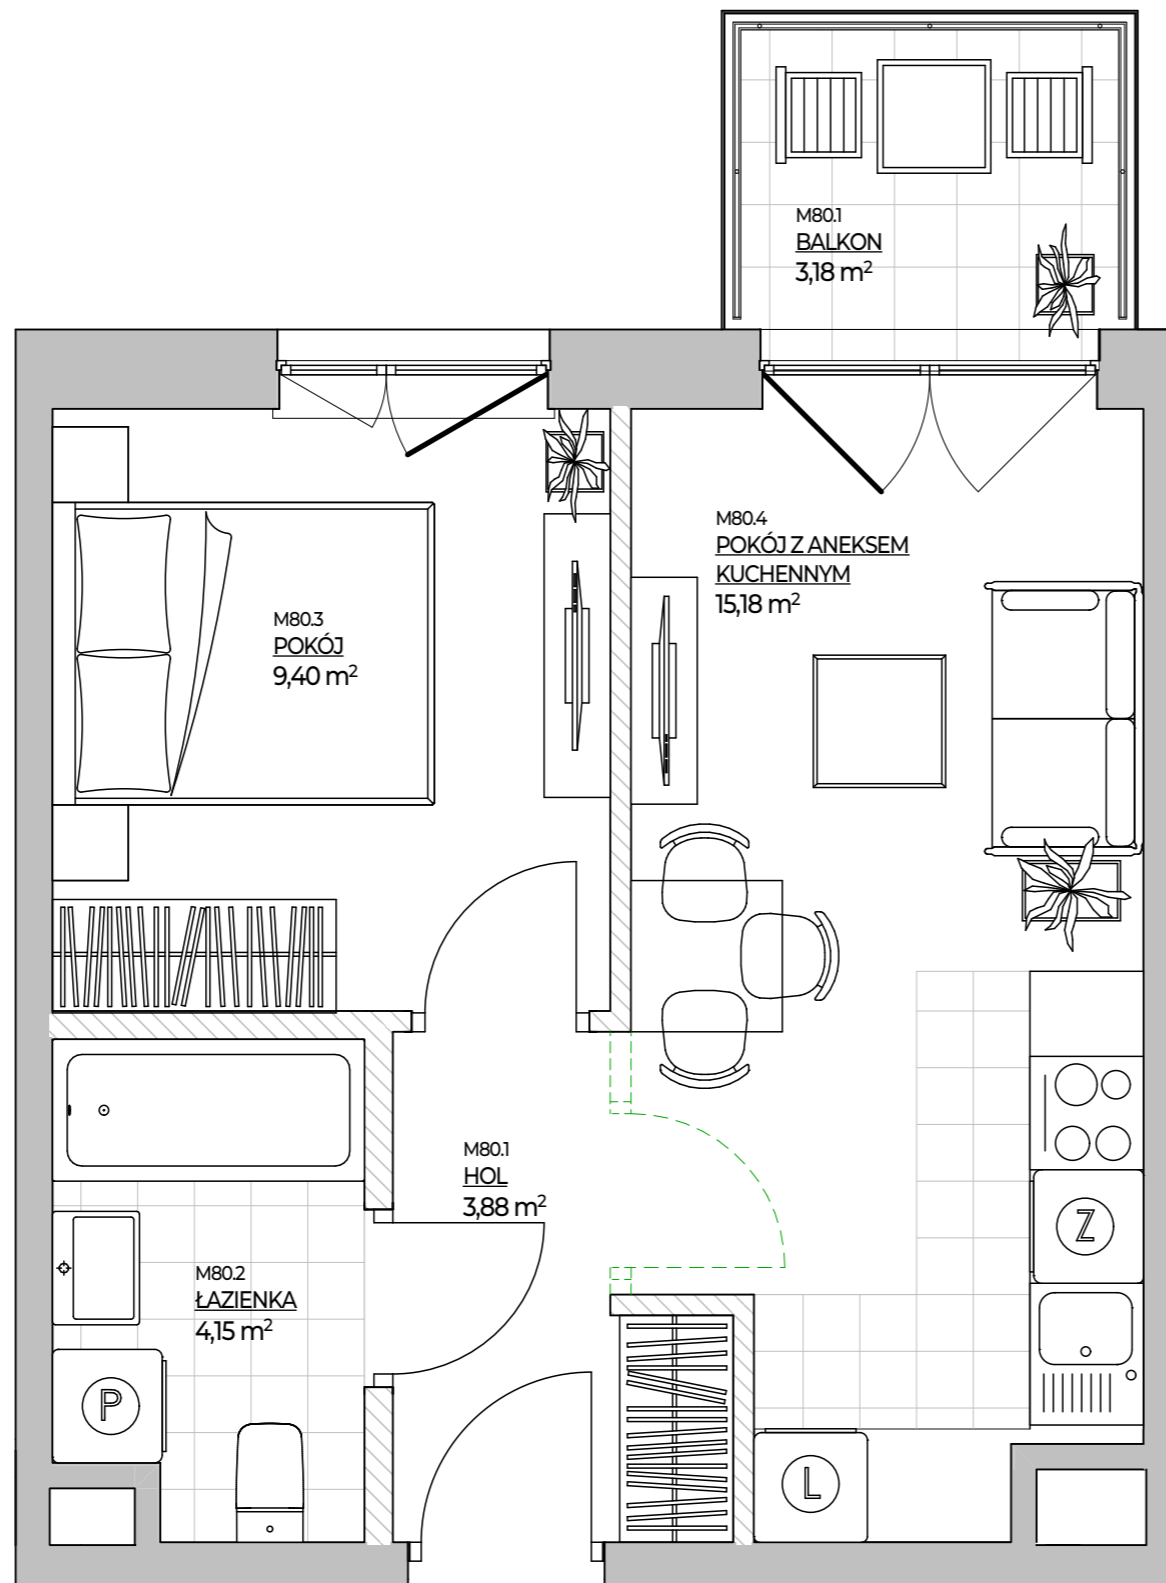 M80.1
BALKON
3,18 m²
M80.4
POKÓJ Z ANEKSEM
KUCHENNYM
15,18 m²
M80.3
POKÓJ
9,40 m²
M80.1
HOL
3,88 m²
Z
M80.2
ŁAZIENKA
4,15 m²
P
L